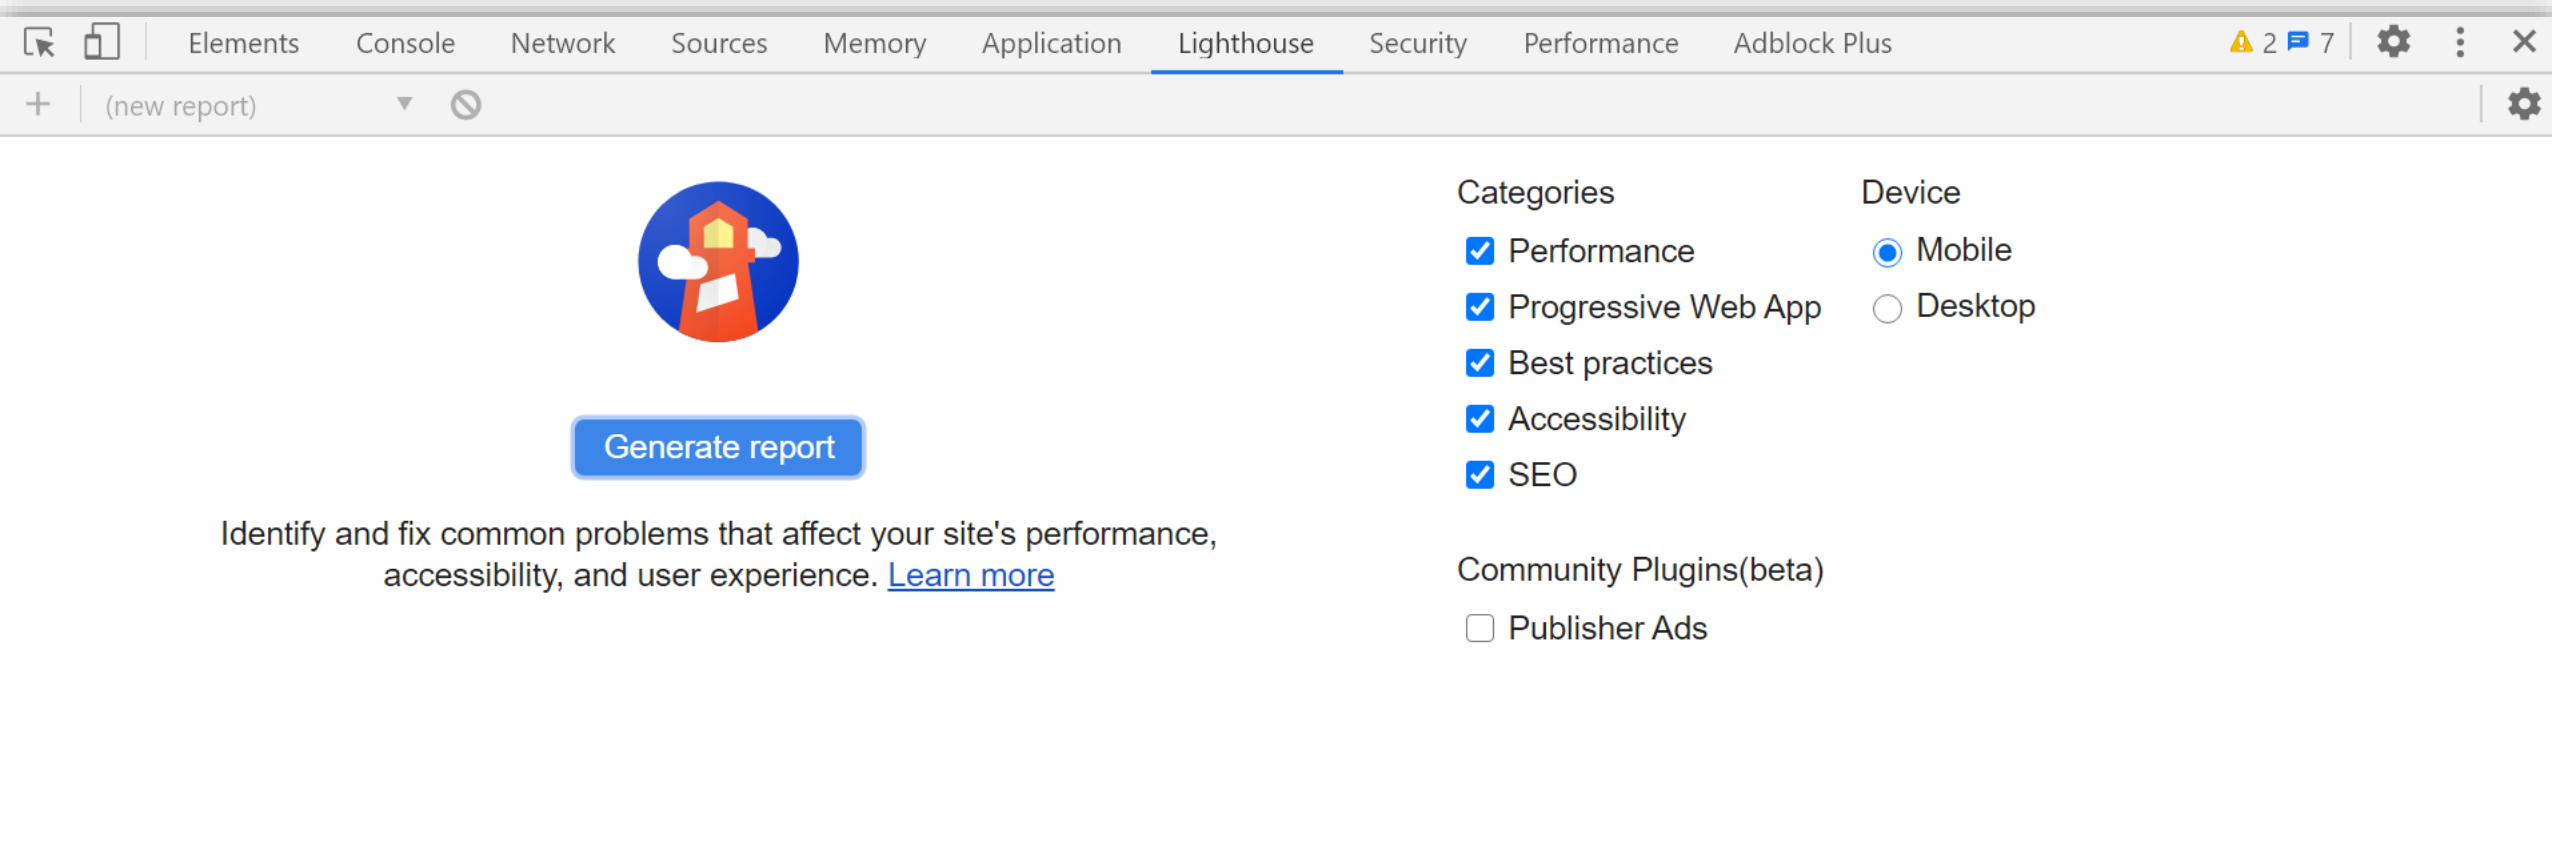 Elements Console Network Sources Memory Application Lighthouse Security Performance Adblock Plus 2 7
(new report)
Generate report
Identify and fix common problems that affect your site's performance,
accessibility, and user experience. Learn more
Categories
Performance
Progressive Web App
Best practices
Accessibility
SEO
Device
Mobile
Desktop
Community Plugins(beta)
Publisher Ads